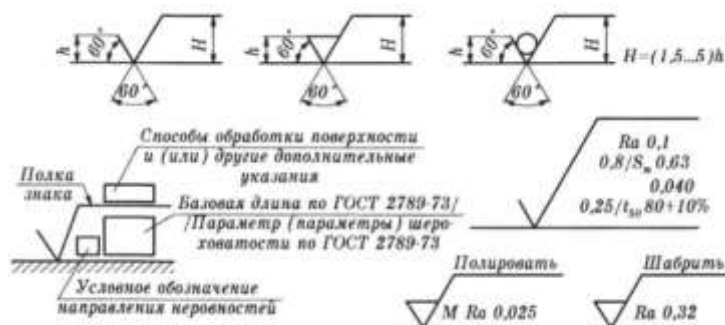 h 60° H 60°
h 60° H 60°
h 60° H 60°
H=(1,5...5)h
Способы обработки поверхности
и (или) другие дополнительные
указания
Полка
знака
Базовая длина по ГОСТ 2789-73/
/Параметр (параметры) шеро-
ховатости по ГОСТ 2789-73
Условное обозначение
направления неровностей
Ra 0,1
0,8/Sm 0,63
0,040
0,25/t50 80+10%
Полировать
M Ra 0,025
Шабрить
Ra 0,32